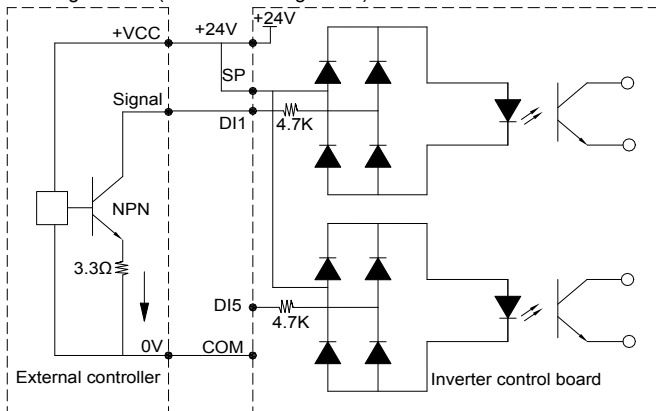 +VCC
+24V
+24V
SP
Signal
DI1
4.7K
NPN
3.3Ω
DI5
4.7K
0V
COM
External controller
Inverter control board